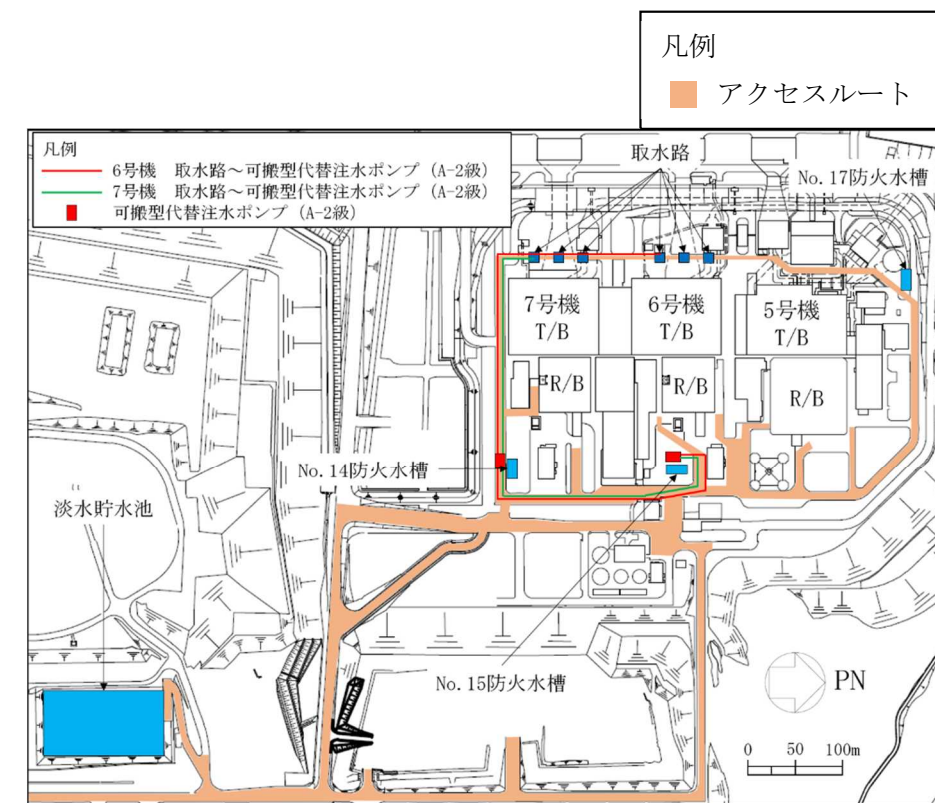 凡例
アクセスルート
凡例
6号機　取水路～可搬型代替注水ポンプ (A-2級)
7号機　取水路～可搬型代替注水ポンプ (A-2級)
可搬型代替注水ポンプ (A-2級)
取水路
No.17防火水槽
7号機
T/B
6号機
T/B
5号機
T/B
R/B
R/B
R/B
No.14防火水槽
淡水貯水池
No.15防火水槽
PN
0 50 100m